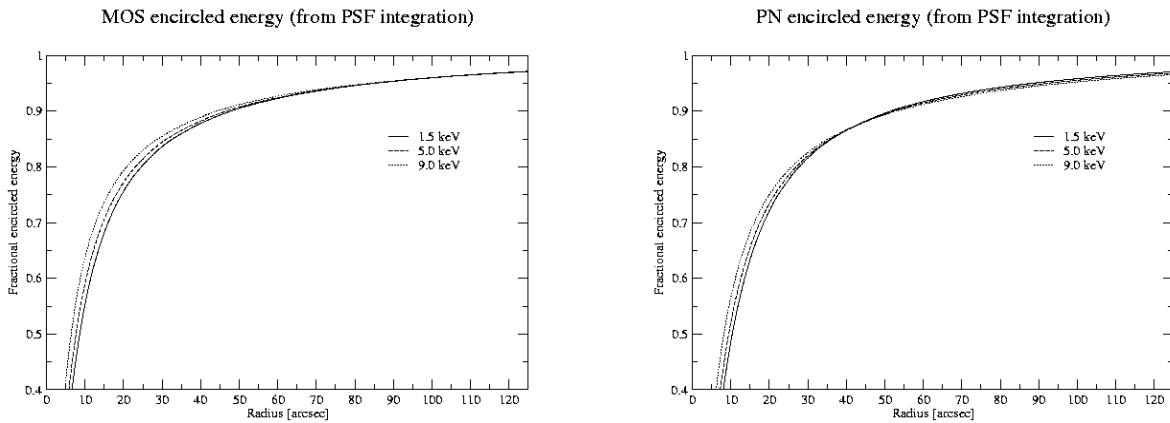 MOS encircled energy (from PSF integration)
1
0.9
0.8
0.7
0.6
0.5
0.4
Fractional encircled energy
1.5 keV
5.0 keV
9.0 keV
0 10 20 30 40 50 60 70 80 90 100 110 120
Radius [arcsec]
PN encircled energy (from PSF integration)
1
0.9
0.8
0.7
0.6
0.5
0.4
Fractional encircled energy
1.5 keV
5.0 keV
9.0 keV
0 10 20 30 40 50 60 70 80 90 100 110 120
Radius [arcsec]